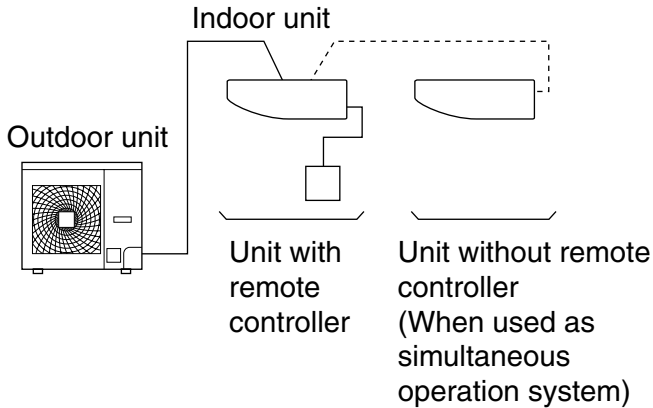 Indoor unit
Outdoor unit
Unit with
remote
controller
Unit without remote
controller
(When used as
simultaneous
operation system)